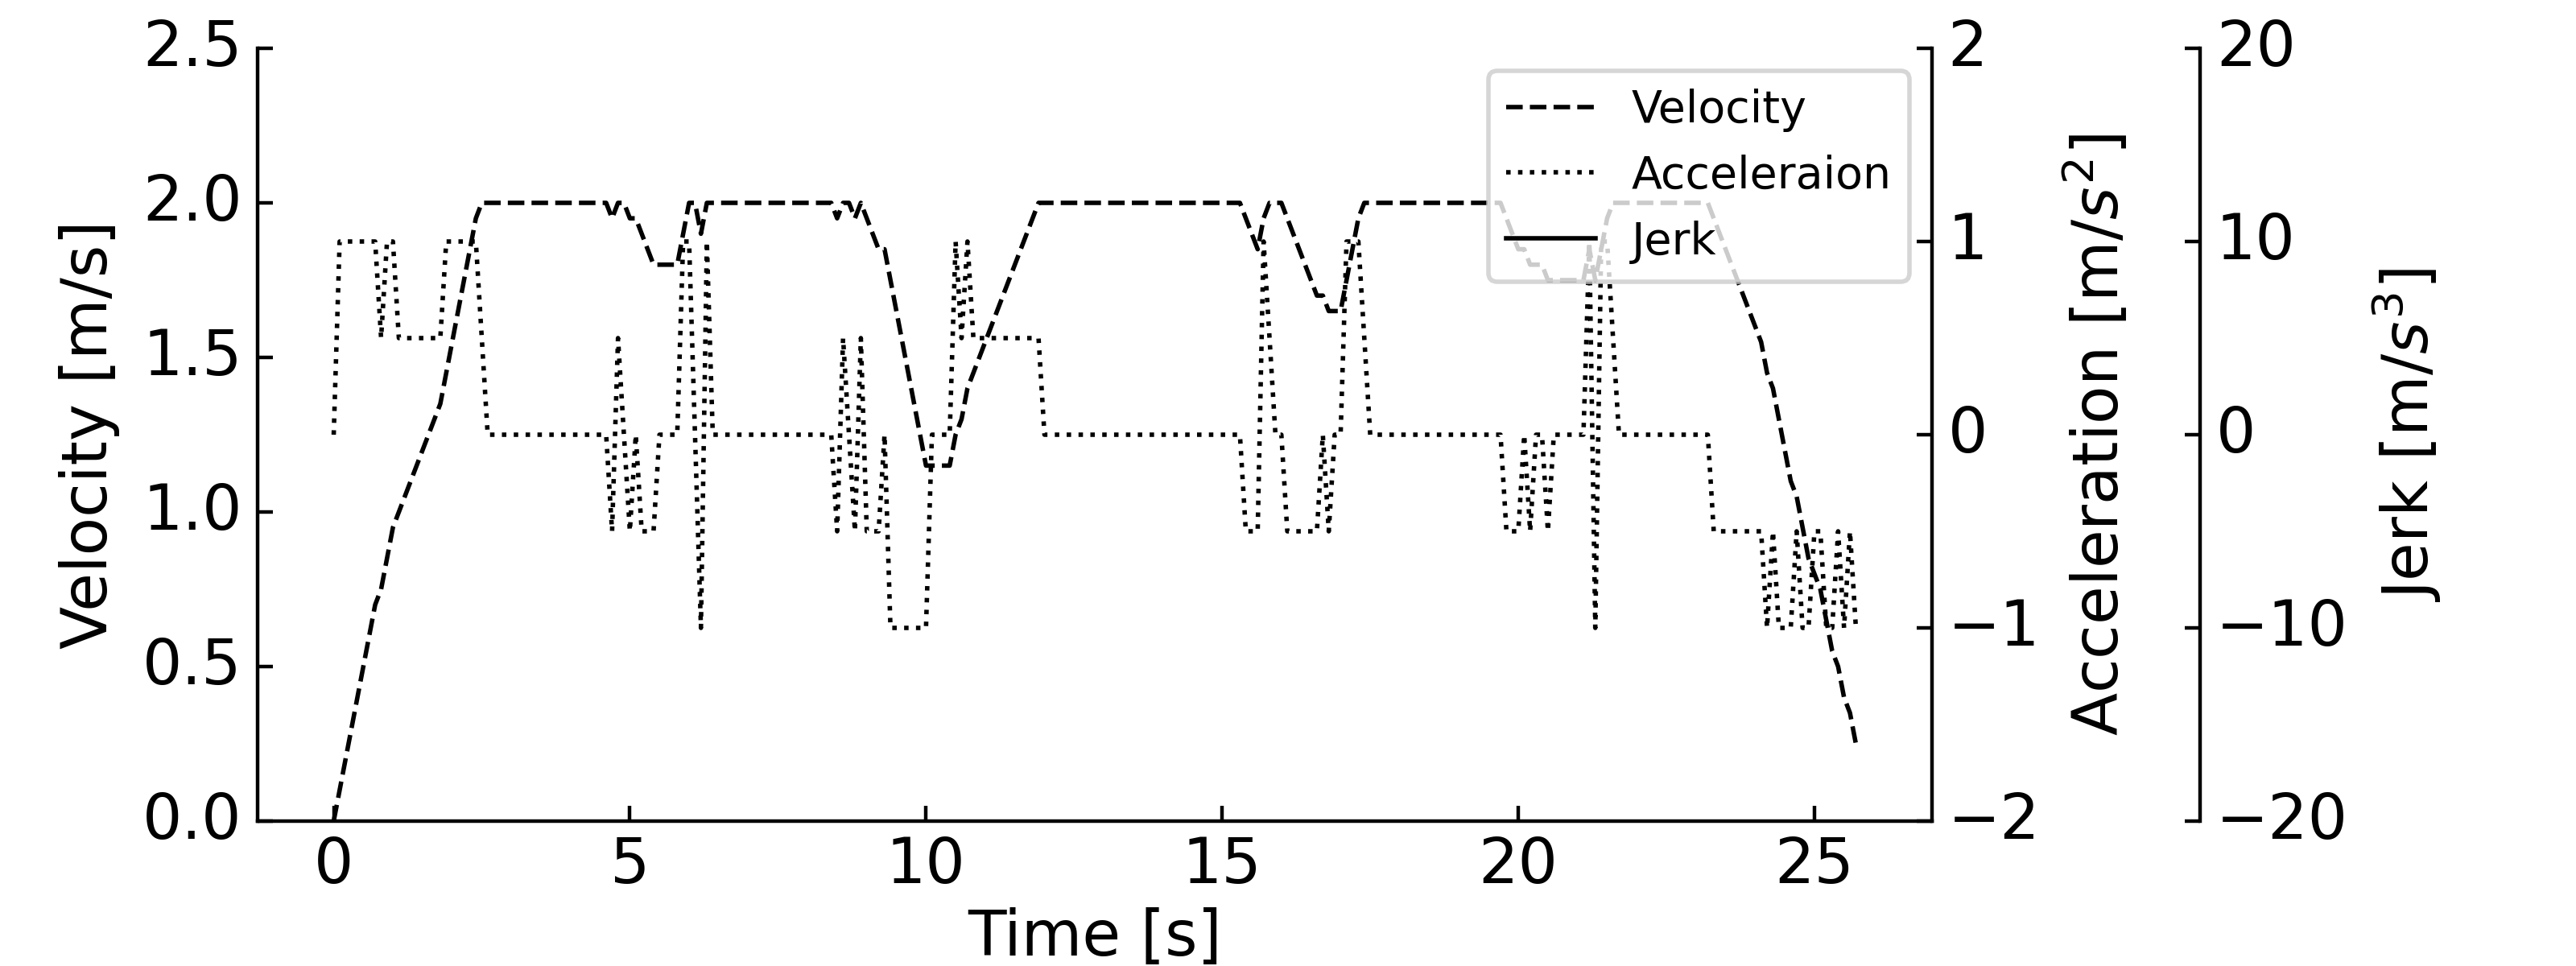 2.5
2.0
1.5
1.0
0.5
0.0
Velocity [m/s]
0 5 10 15 20 25
Time [s]
Velocity
Acceleraion
Jerk
2
1
0
−1
−2
Acceleration [m/s²]
20
10
0
−10
−20
Jerk [m/s³]